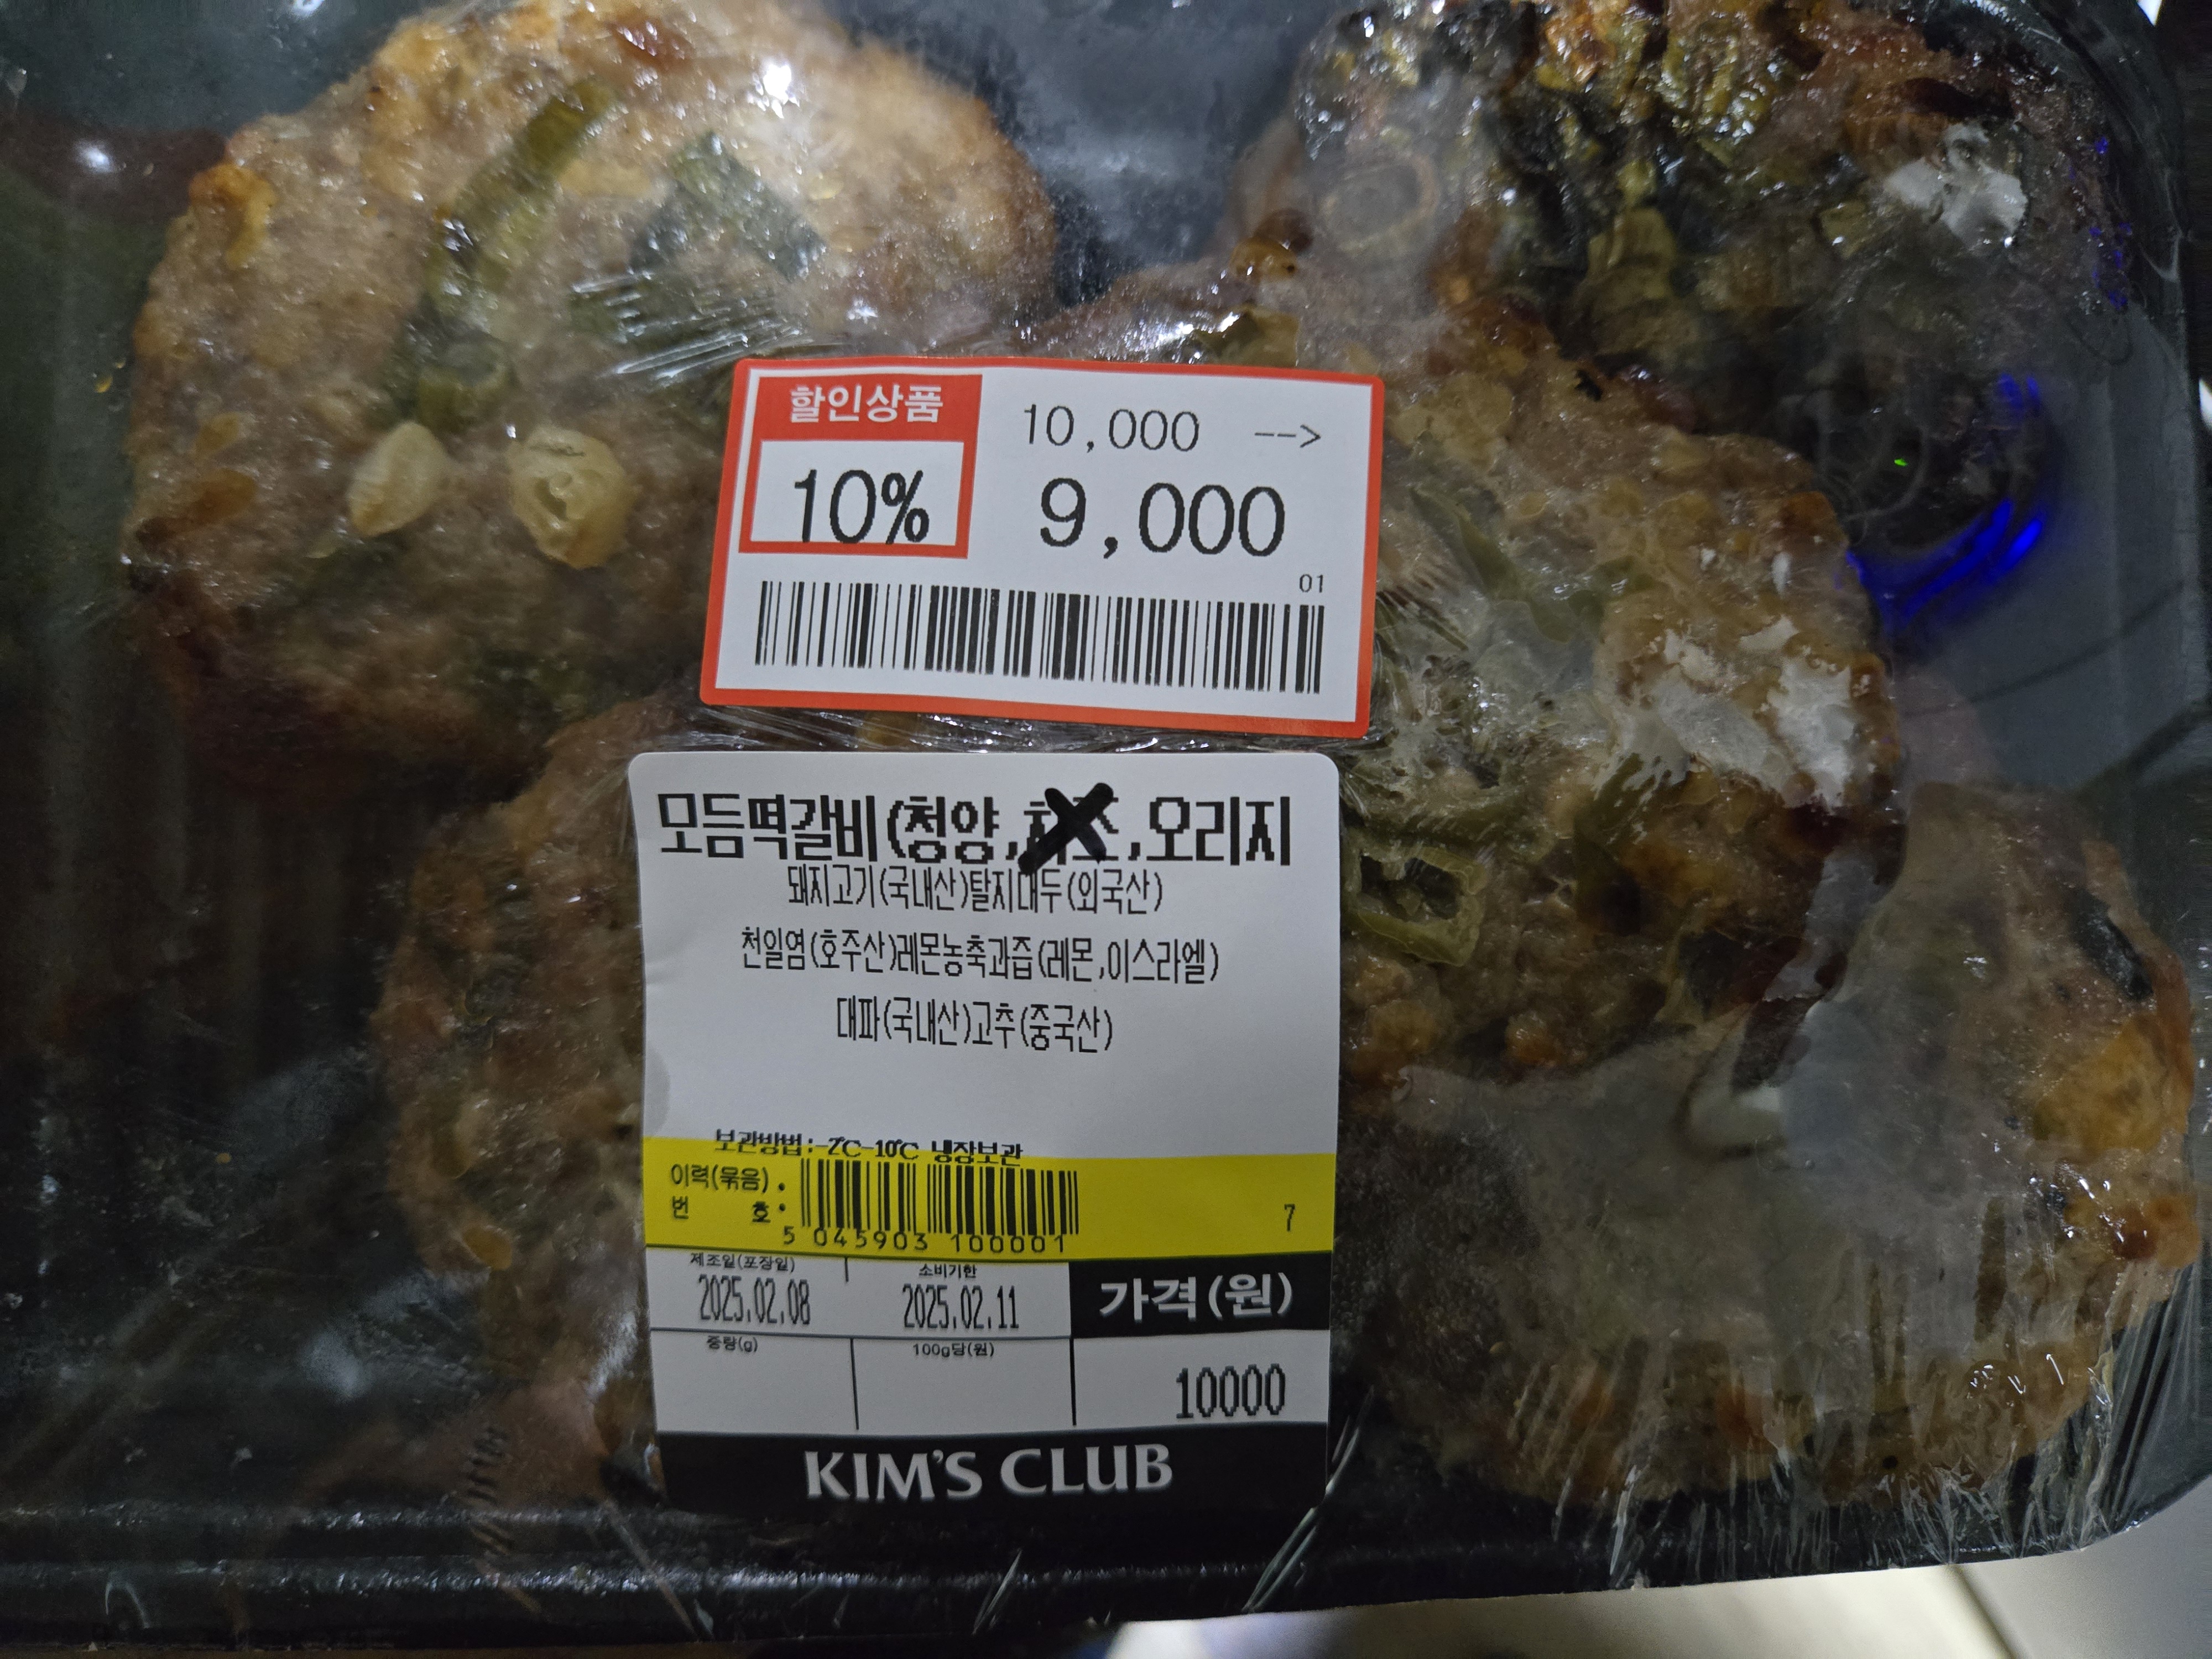 할인상품
10,000 -->
10%
9,000
01
모듬떡갈비(청양,치즈,오리지
돼지고기(국내산)탈지대두(외국산)
천일염(호주산)레몬농축과즙(레몬,이스라엘)
대파(국내산)고추(중국산)
보관방법:-2℃-10℃ 냉장보관
이력(묶음)
번 호 :
5 045903 100001
7
제조일(포장일)
2025.02.08
소비기한
2025.02.11
가격(원)
중량(g)
100g당(원)
10000
KIM'S CLUB